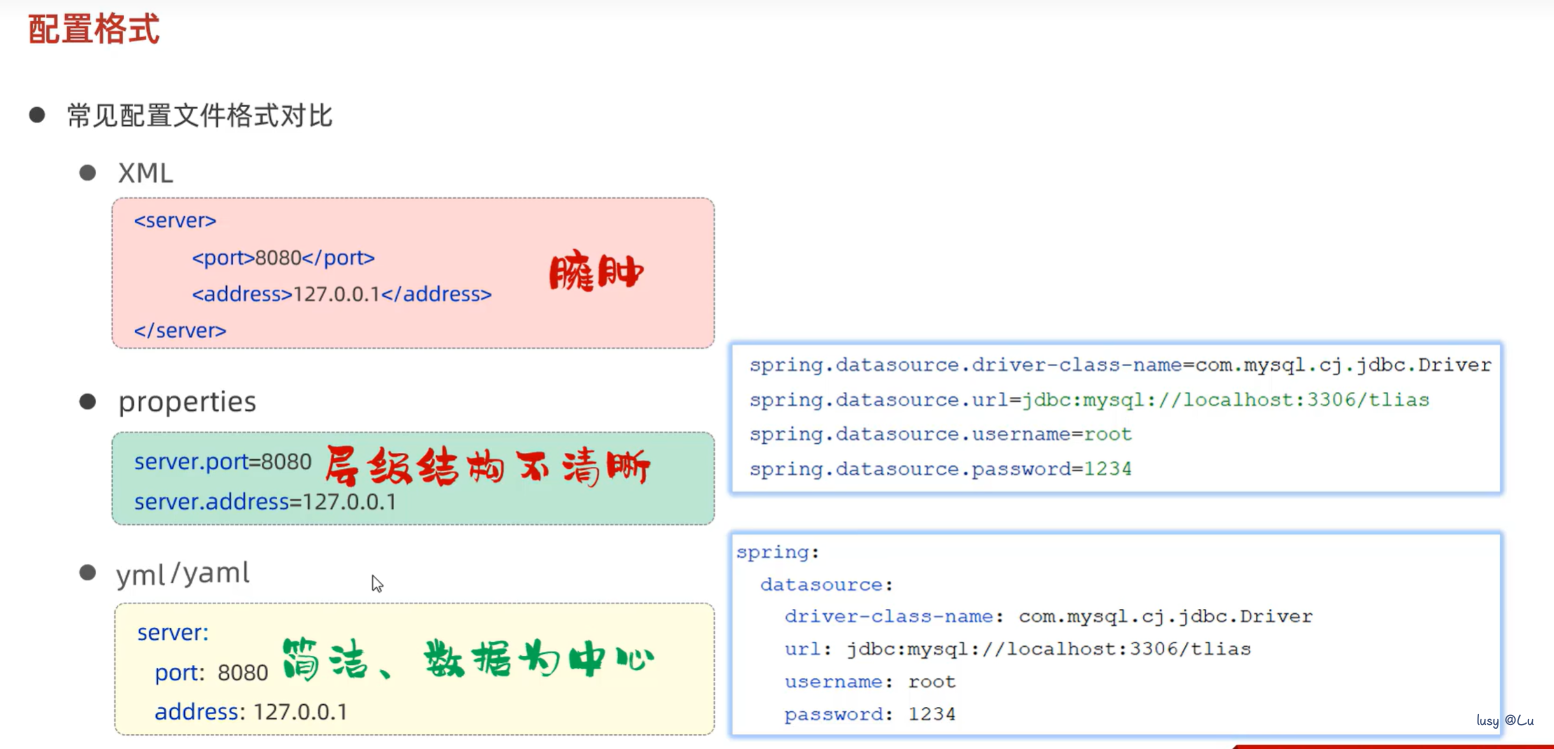 配置格式
常见配置文件格式对比
XML
<server>
<port>8080</port>
<address>127.0.0.1</address>
</server>
臃肿
properties
server.port=8080
server.address=127.0.0.1
层级结构不清晰
spring.datasource.driver-class-name=com.mysql.cj.jdbc.Driver
spring.datasource.url=jdbc:mysql://localhost:3306/tlias
spring.datasource.username=root
spring.datasource.password=1234
yml/yaml
server:
port: 8080
address: 127.0.0.1
简洁、数据为中心
spring:
datasource:
driver-class-name: com.mysql.cj.jdbc.Driver
url: jdbc:mysql://localhost:3306/tlias
username: root
password: 1234
lusy @Lu